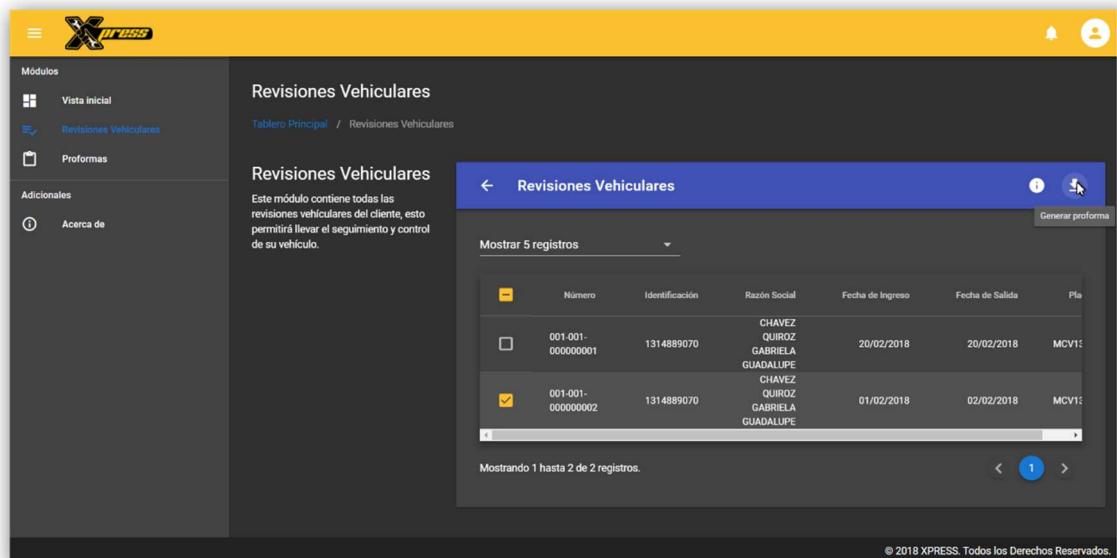 Xpress
Módulos
Vista inicial
Revisiones Vehiculares
Proformas
Adicionales
Acerca de
Revisiones Vehiculares
Tablero Principal / Revisiones Vehiculares
Revisiones Vehiculares
Este módulo contiene todas las
revisiones vehículares del cliente, esto
permitirá llevar el seguimiento y control
de su vehículo.
Revisiones Vehiculares
Generar proforma
Mostrar 5 registros
Número Identificación Razón Social Fecha de Ingreso Fecha de Salida Pla
001-001-
000000001
1314889070
CHAVEZ
QUIROZ
GABRIELA
GUADALUPE
20/02/2018 20/02/2018 MCV13
001-001-
000000002
1314889070
CHAVEZ
QUIROZ
GABRIELA
GUADALUPE
01/02/2018 02/02/2018 MCV13
Mostrando 1 hasta 2 de 2 registros.
1
© 2018 XPRESS. Todos los Derechos Reservados.